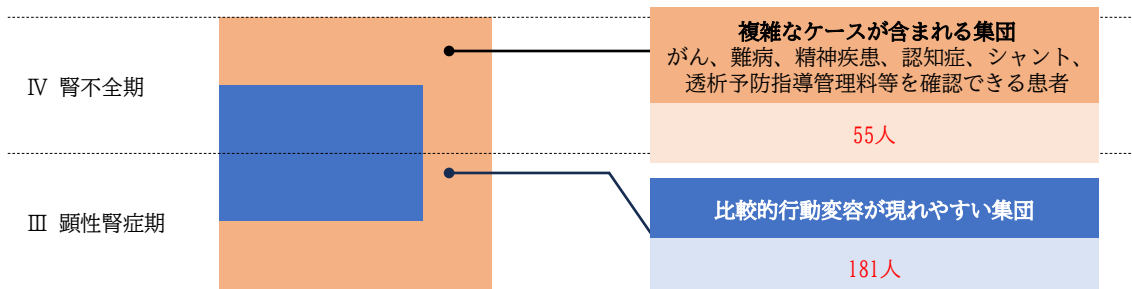 Ⅳ 腎不全期
Ⅲ 顕性腎症期
複雑なケースが含まれる集団
がん、難病、精神疾患、認知症、シャント、
透析予防指導管理料等を確認できる患者
55人
比較的行動変容が現れやすい集団
181人